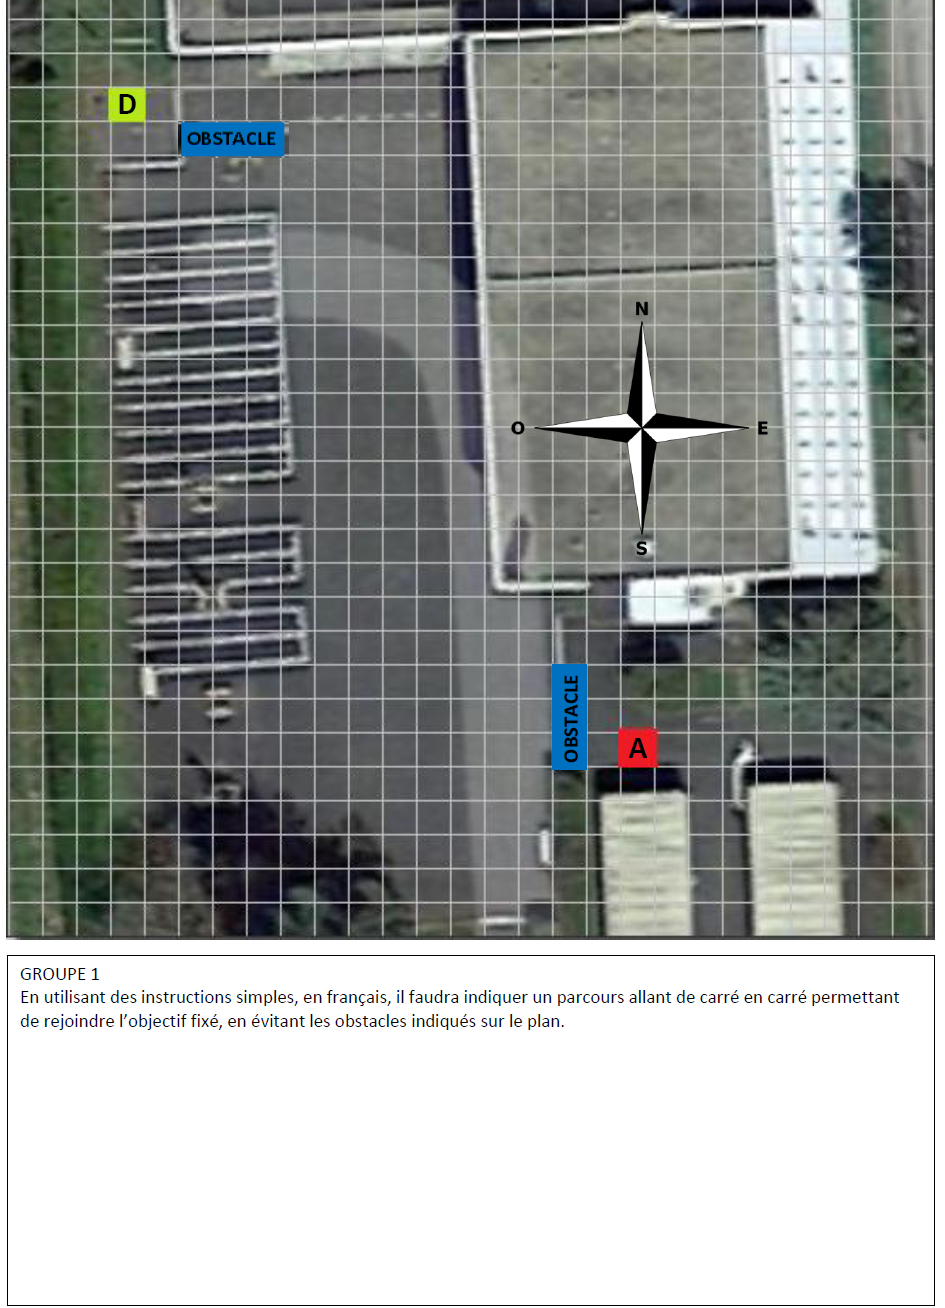 D
OBSTACLE
N
O
E
S
OBSTACLE
A
GROUPE 1
En utilisant des instructions simples, en français, il faudra indiquer un parcours allant de carré en carré permettant
de rejoindre l’objectif fixé, en évitant les obstacles indiqués sur le plan.